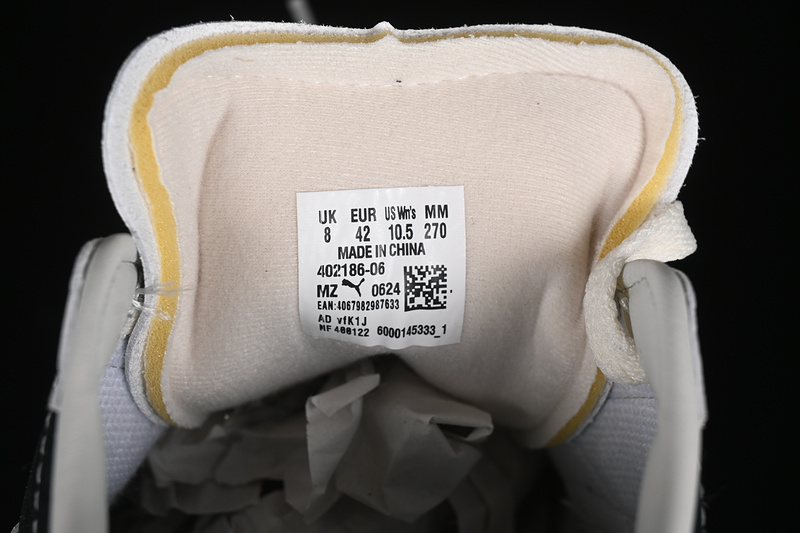 UK EUR US Wn's MM
8 42 10.5 270
MADE IN CHINA
402186-06
MZ 0624
EAN:4067982987633
AD vfK1J
NF 400122 6000145333_1